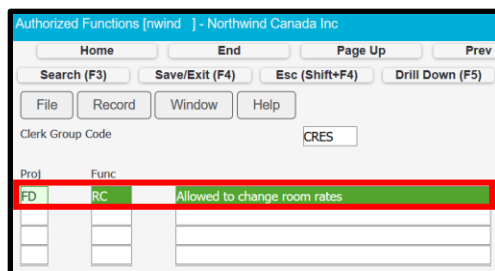 Authorized Functions [nwind ] - Northwind Canada Inc
Home End Page Up Prev
Search (F3) Save/Exit (F4) Esc (Shift+F4) Drill Down (F5)
File Record Window Help
Clerk Group Code CRES
Proj Func
FD RC Allowed to change room rates